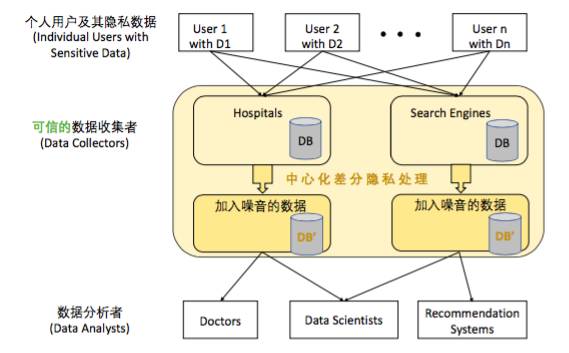 个人用户及其隐私数据
(Individual Users with
Sensitive Data)
User 1
with D1
User 2
with D2
User n
with Dn
可信的数据收集者
(Data Collectors)
Hospitals
DB
Search Engines
DB
中心化差分隐私处理
加入噪音的数据
DB'
加入噪音的数据
DB'
数据分析者
(Data Analysts)
Doctors
Data Scientists
Recommendation
Systems